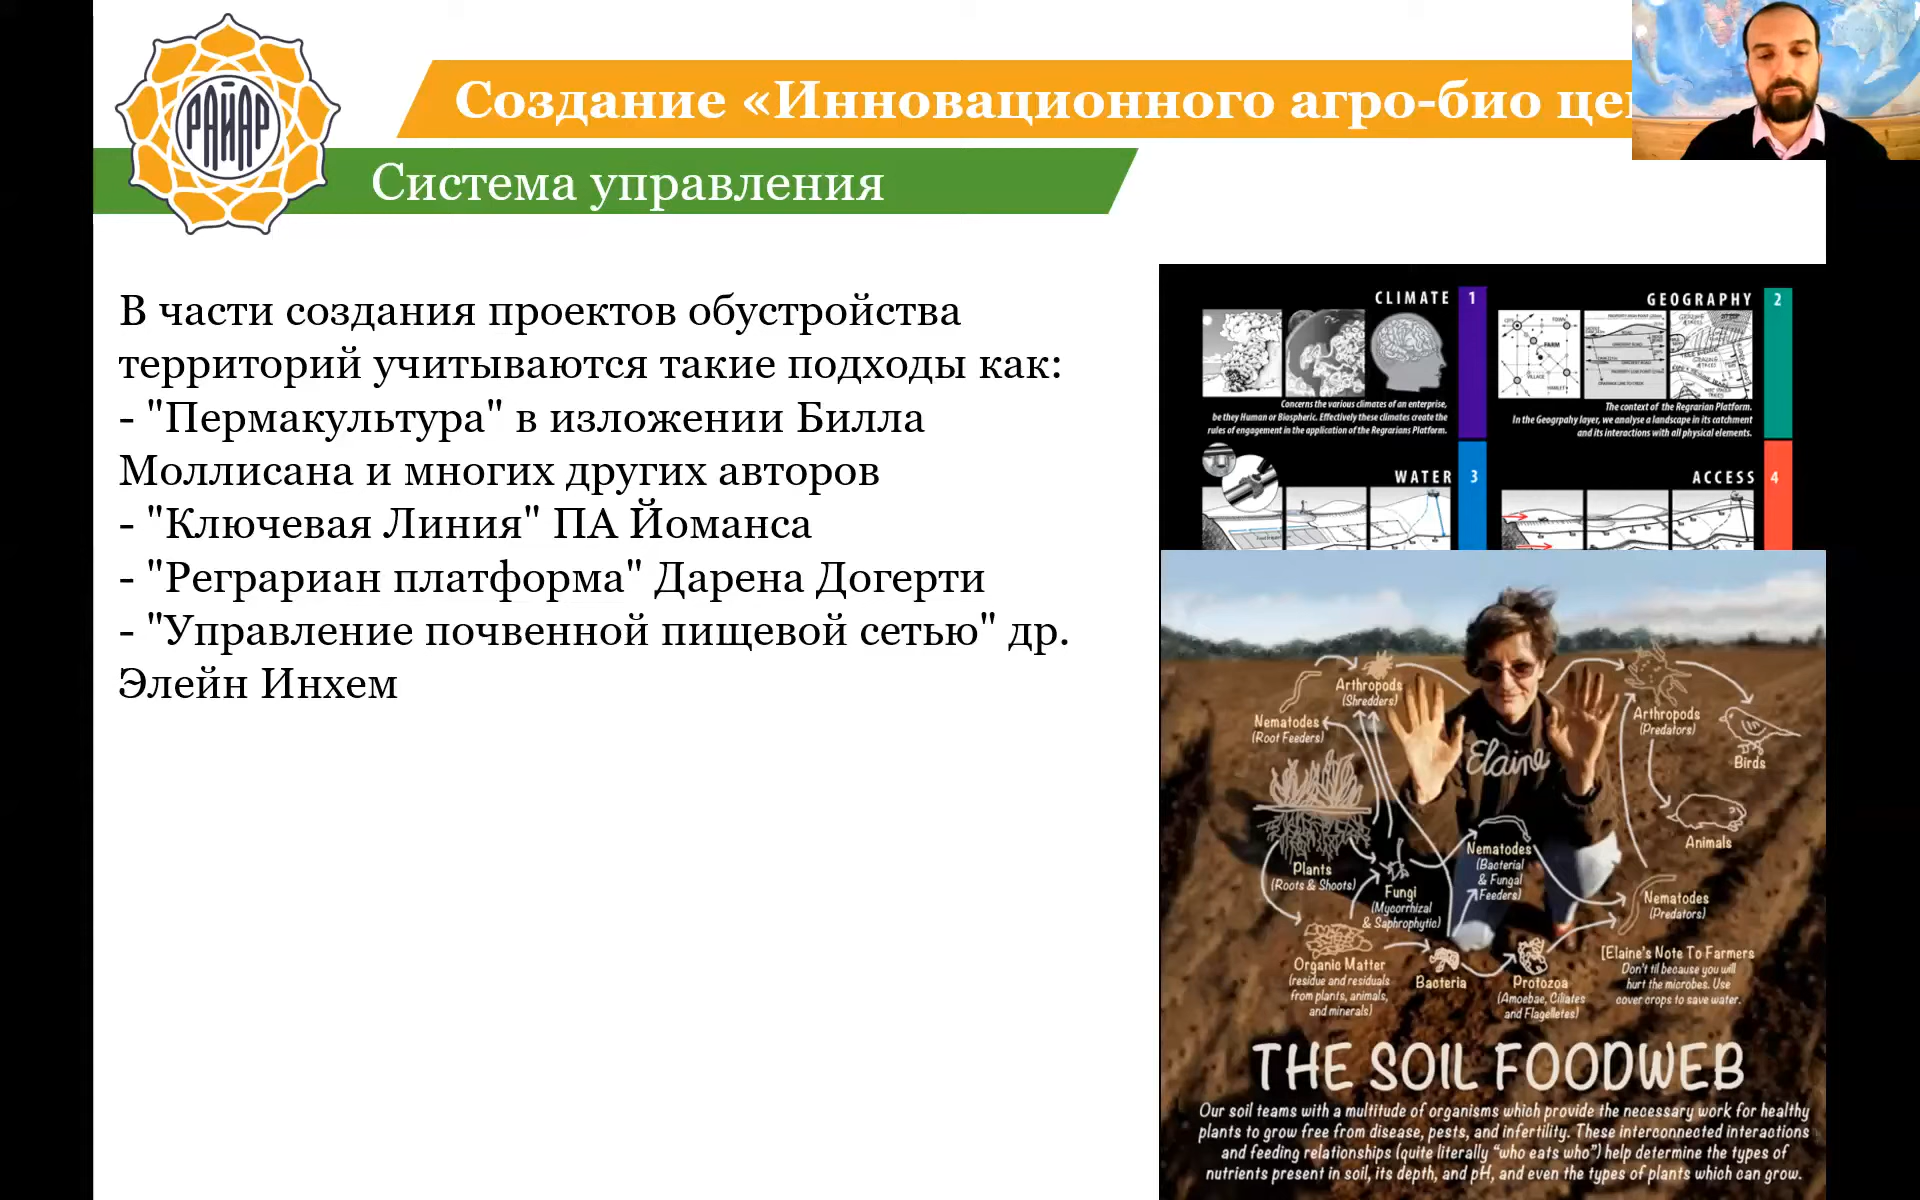 РАЙАР
Создание «Инновационного агро-био це
Система управления
В части создания проектов обустройства
территорий учитываются такие подходы как:
- "Пермакультура" в изложении Билла
Моллисана и многих других авторов
- "Ключевая Линия" ПА Йоманса
- "Реграриан платформа" Дарена Догерти
- "Управление почвенной пищевой сетью" др.
Элейн Инхем
CLIMATE 1
Concerns the various climates of an enterprise,
be they Human or Biospheric. Effectively these climates create the
rules of engagement in the application of the Regrarians Platform.
GEOGRAPHY 2
TOWN
FARM
VILLAGE
HAMLET
The context of the Regrarian Platform.
In the Geogrpahy layer, we analyse a landscape in its catchment
and its interactions with all physical elements.
WATER 3
ACCESS 4
Arthropods
(Shredders)
Nematodes
(Root Feeders)
Elaine
Arthropods
(Predators)
Birds
Animals
Plants
(Roots & Shoots)
Fungi
(Mycorrhizal
& Saphrophytic)
Nematodes
(Bacterial
& Fungal
Feeders)
Nematodes
(Predators)
Organic Matter
(residue and residuals
from plants, animals,
and minerals)
Bacteria
Protozoa
(Amoebae, Ciliates
and Flagelletes)
[Elaine's Note To Farmers
Don't til because you will
hurt the microbes. Use
cover crops to save water.
THE SOIL FOODWEB
Our soil teams with a multitude of organisms which provide the necessary work for healthy
plants to grow free from disease, pests, and infertility. These interconnected interactions
and feeding relationships (quite literally "who eats who") help determine the types of
nutrients present in soil, its depth, and pH, and even the types of plants which can grow.